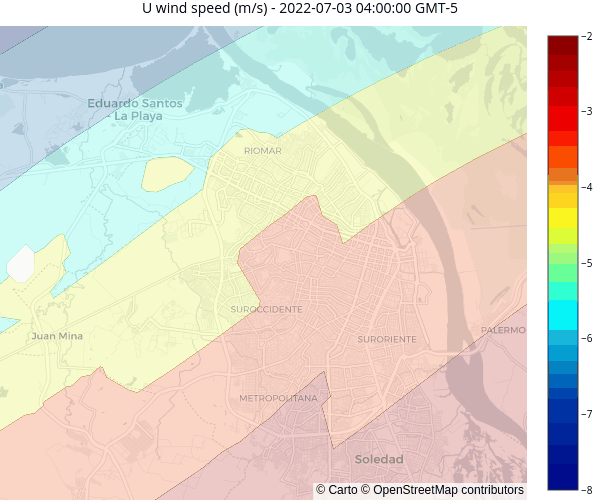 U wind speed (m/s) - 2022-07-03 04:00:00 GMT-5
Eduardo Santos
- La Playa
RIOMAR
SUROCCIDENTE
Juan Mina
SURORIENTE
PALERMO
METROPOLITANA
Soledad
© Carto © OpenStreetMap contributors
−2
−3
−4
−5
−6
−7
−8